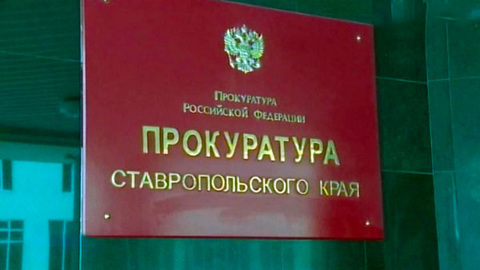 Прокуратура
Российской Федерации
ПРОКУРАТУРА
СТАВРОПОЛЬСКОГО КРАЯ